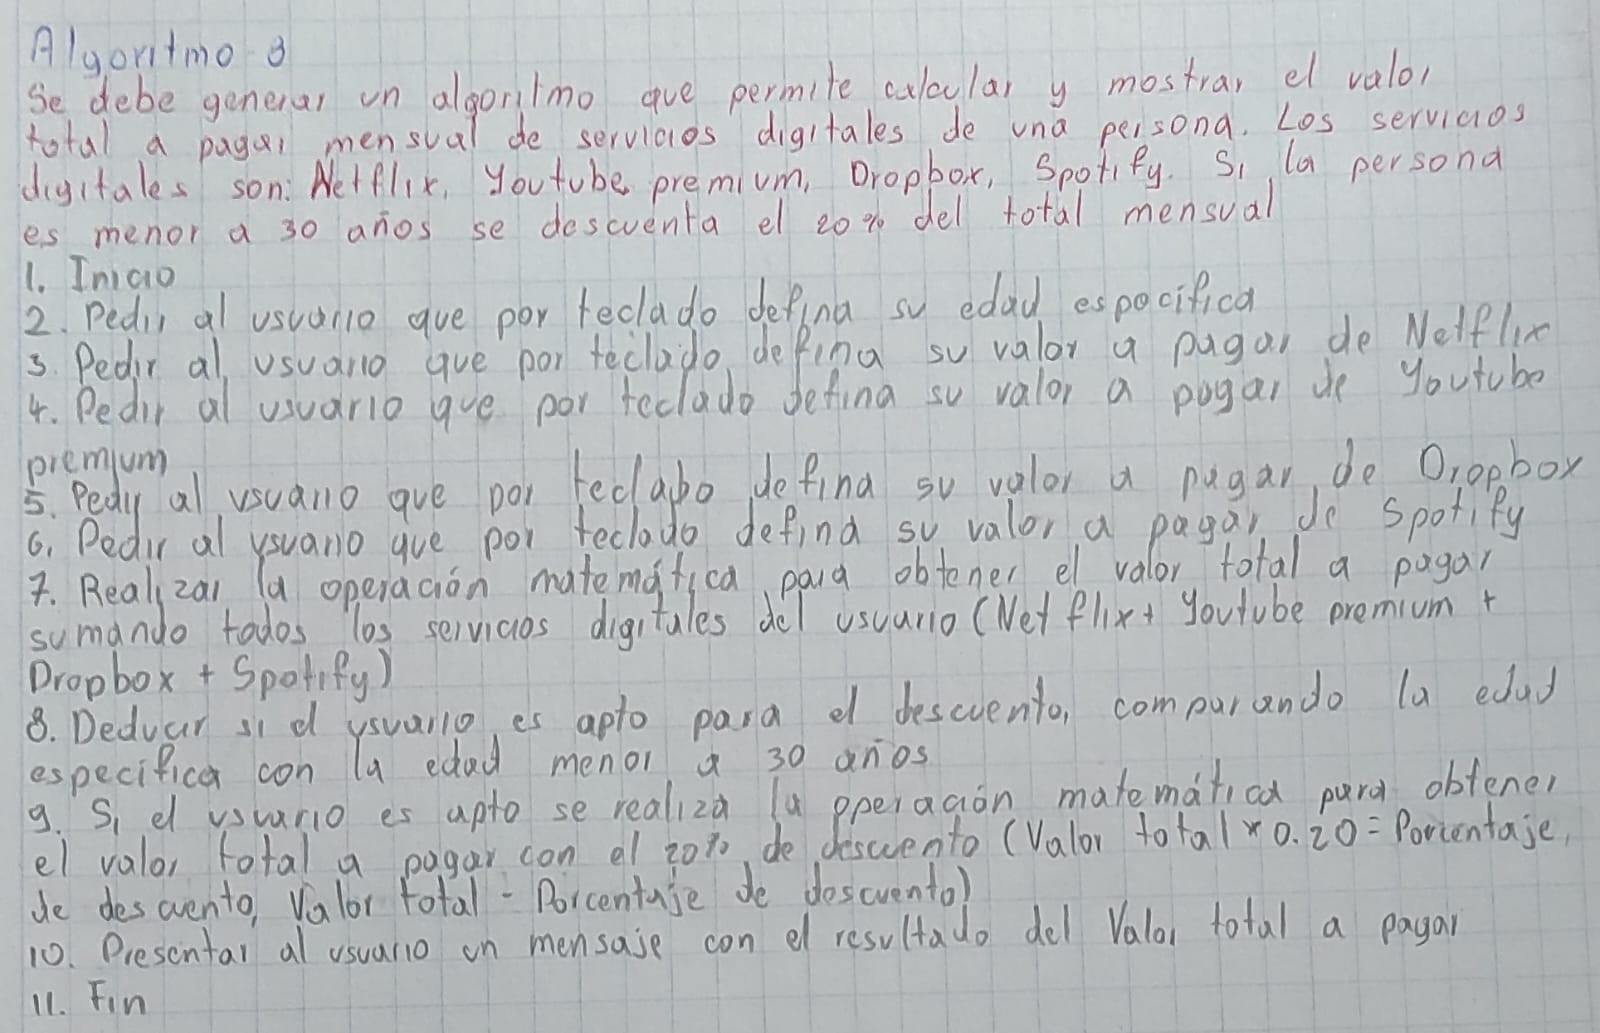 Algoritmo 3
Se debe generar un algoritmo que permite calcular y mostrar el valor
total a pagar mensual de servicios digitales de una persona. Los servicios
digitales son: Netflix, Youtube premium, Dropbox, Spotify. Si la persona
es menor a 30 años se descuenta el 20% del total mensual
1. Inicio
2. Pedir al usuario que por teclado defina su edad espocifica
3. Pedir al usuario que por teclado defina su valor a pagar de Netflix
4. Pedir al usuario que por teclado defina su valor a pagar de Youtube
premium
5. Pedir al usuario que por teclabo defina su valor a pagar de Dropbox
6. Pedir al usuario que por teclado defina su valor a pagar de Spotify
7. Realizar la operación matemática para obtener el valor total a pagar
sumando todos los servicios digitales del usuario (Netflix + Youtube premium +
Dropbox + Spotify)
8. Deducir si el usuario es apto para el descuento, comparando la edad
especifica con la edad menor a 30 años
9. Si el usuario es apto se realiza la operación matemática para obtener
el valor total a pagar con el 20% de descuento (Valor total * 0.20 = Porcentaje
de descuento, Valor total - Porcentaje de descuento)
10. Presentar al usuario un mensaje con el resultado del Valor total a pagar
11. Fin